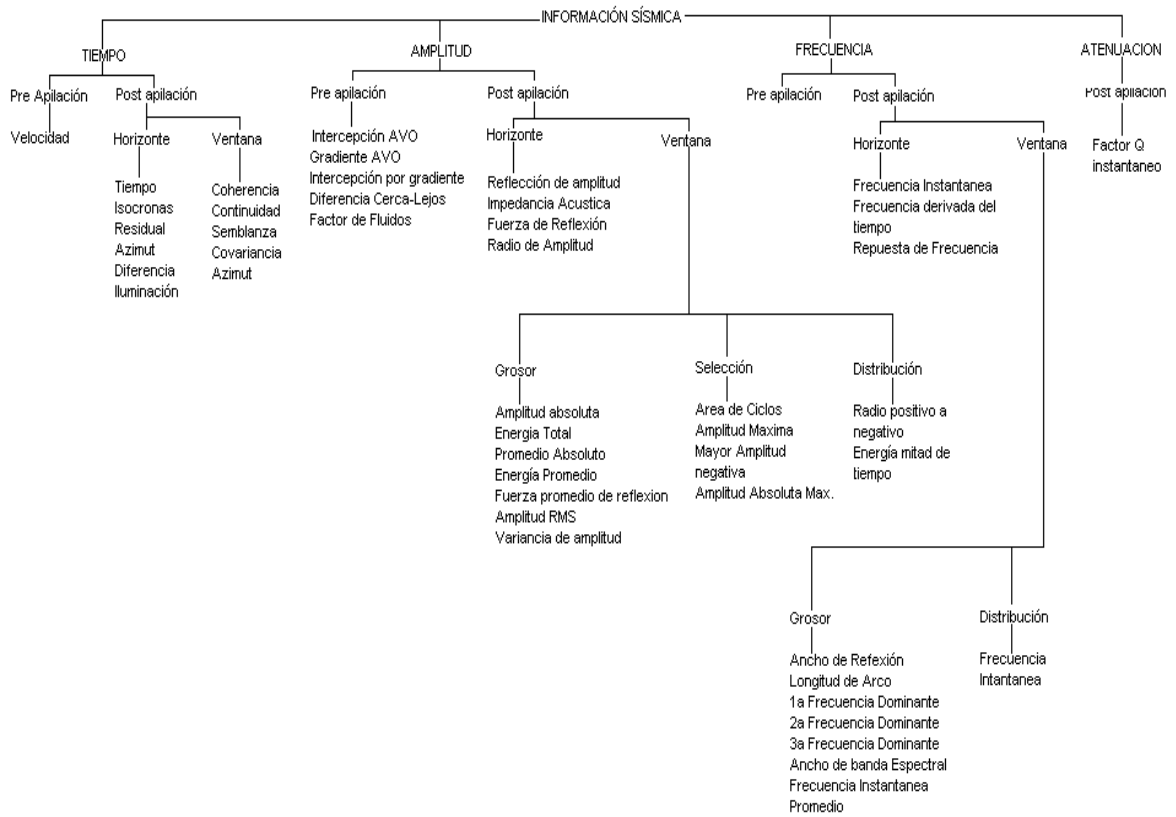 INFORMACIÓN SÍSMICA
TIEMPO
AMPLITUD
FRECUENCIA
ATENUACION
Pre Apilación
Post apilación
Pre apilación
Post apilación
Pre apilación
Post apilación
Post apilacion
Velocidad
Horizonte
Ventana
Tiempo
Isocronas
Residual
Azimut
Diferencia
Iluminación
Coherencia
Continuidad
Semblanza
Covariancia
Azimut
Intercepción AVO
Gradiente AVO
Intercepción por gradiente
Diferencia Cerca-Lejos
Factor de Fluidos
Horizonte
Ventana
Reflección de amplitud
Impedancia Acustica
Fuerza de Reflexión
Radio de Amplitud
Horizonte
Ventana
Frecuencia Instantanea
Frecuencia derivada del
tiempo
Repuesta de Frecuencia
Factor Q
instantaneo
Grosor
Selección
Distribución
Amplitud absoluta
Energia Total
Promedio Absoluto
Energía Promedio
Fuerza promedio de reflexion
Amplitud RMS
Variancia de amplitud
Area de Ciclos
Amplitud Maxima
Mayor Amplitud
negativa
Amplitud Absoluta Max.
Radio positivo a
negativo
Energía mitad de
tiempo
Grosor
Distribución
Ancho de Refexión
Longitud de Arco
1a Frecuencia Dominante
2a Frecuencia Dominante
3a Frecuencia Dominante
Ancho de banda Espectral
Frecuencia Instantanea
Promedio
Frecuencia
Intantanea